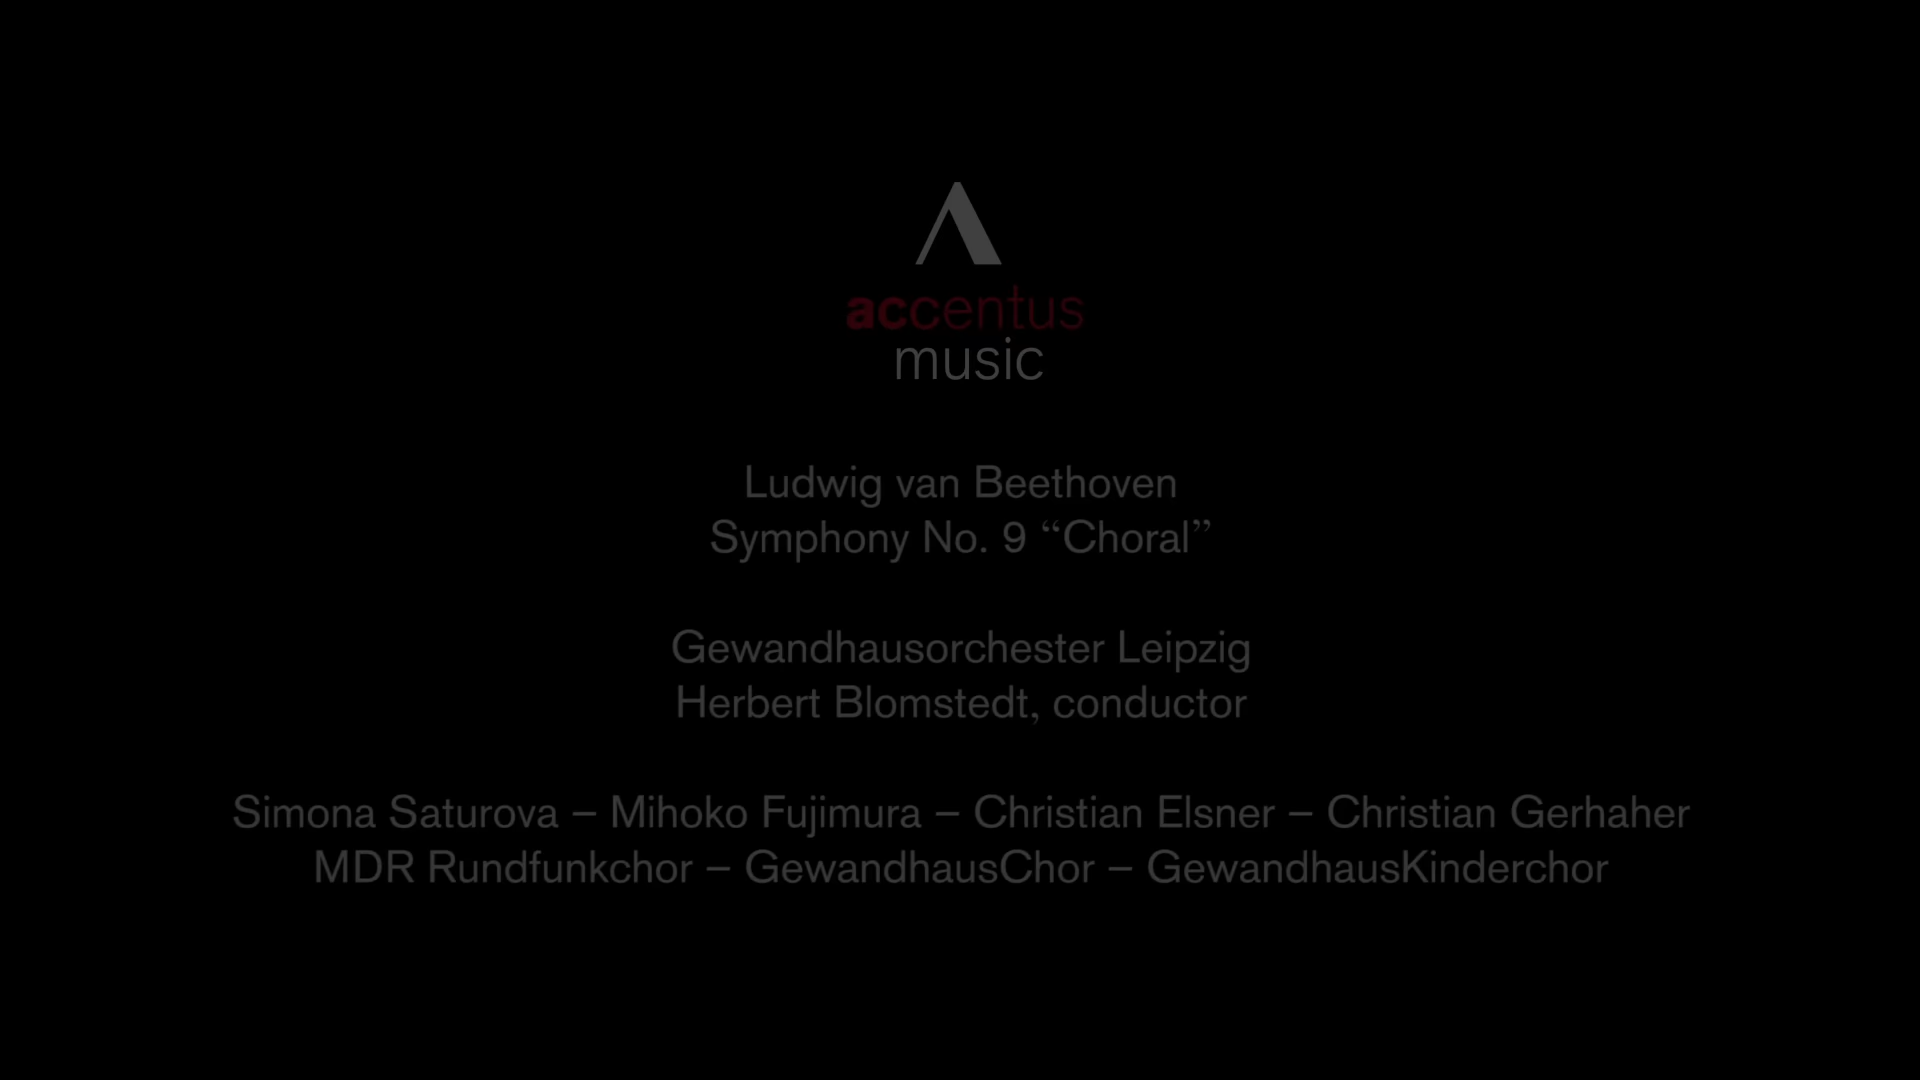 accentus
music
Ludwig van Beethoven
Symphony No. 9 “Choral”
Gewandhausorchester Leipzig
Herbert Blomstedt, conductor
Simona Saturova – Mihoko Fujimura – Christian Elsner – Christian Gerhaher
MDR Rundfunkchor – GewandhausChor – GewandhausKinderchor